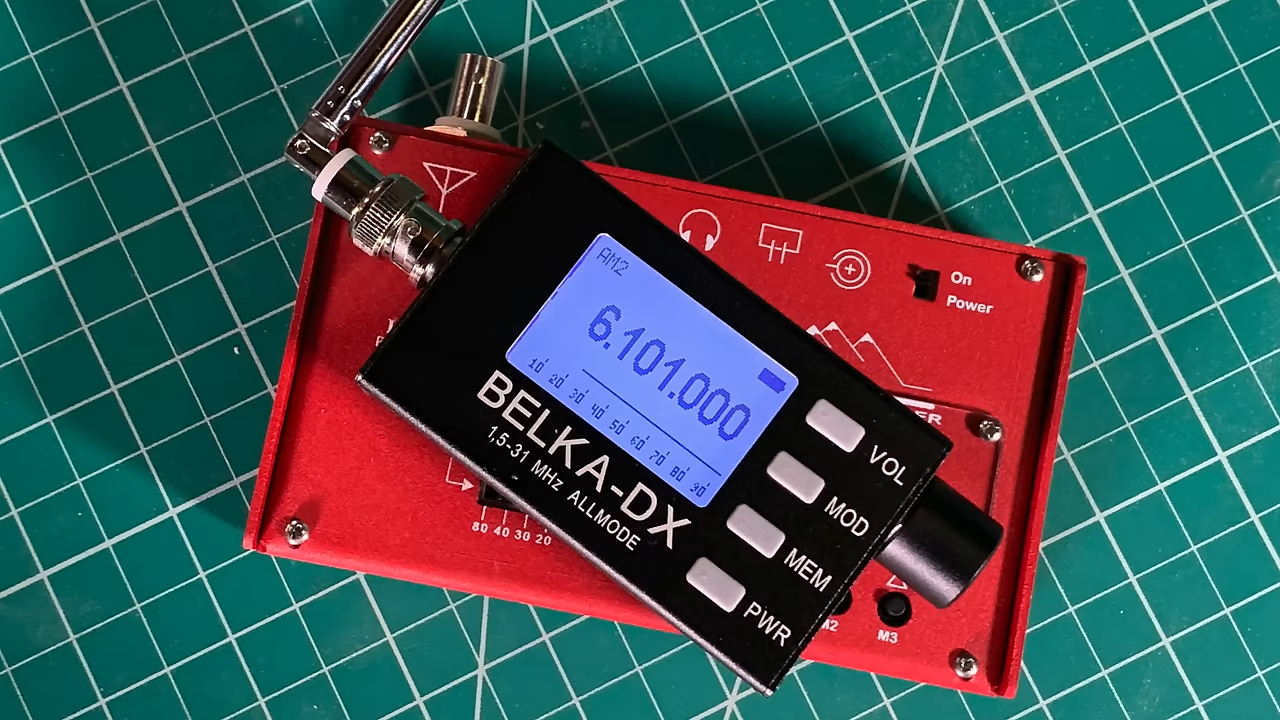 AM2
6.101.000
10 20 30 40 50 60 70 80 90
BELKA-DX
1,5-31 MHz ALLMODE
VOL
MOD
MEM
PWR
On
Power
80 40 30 20
M2
M3